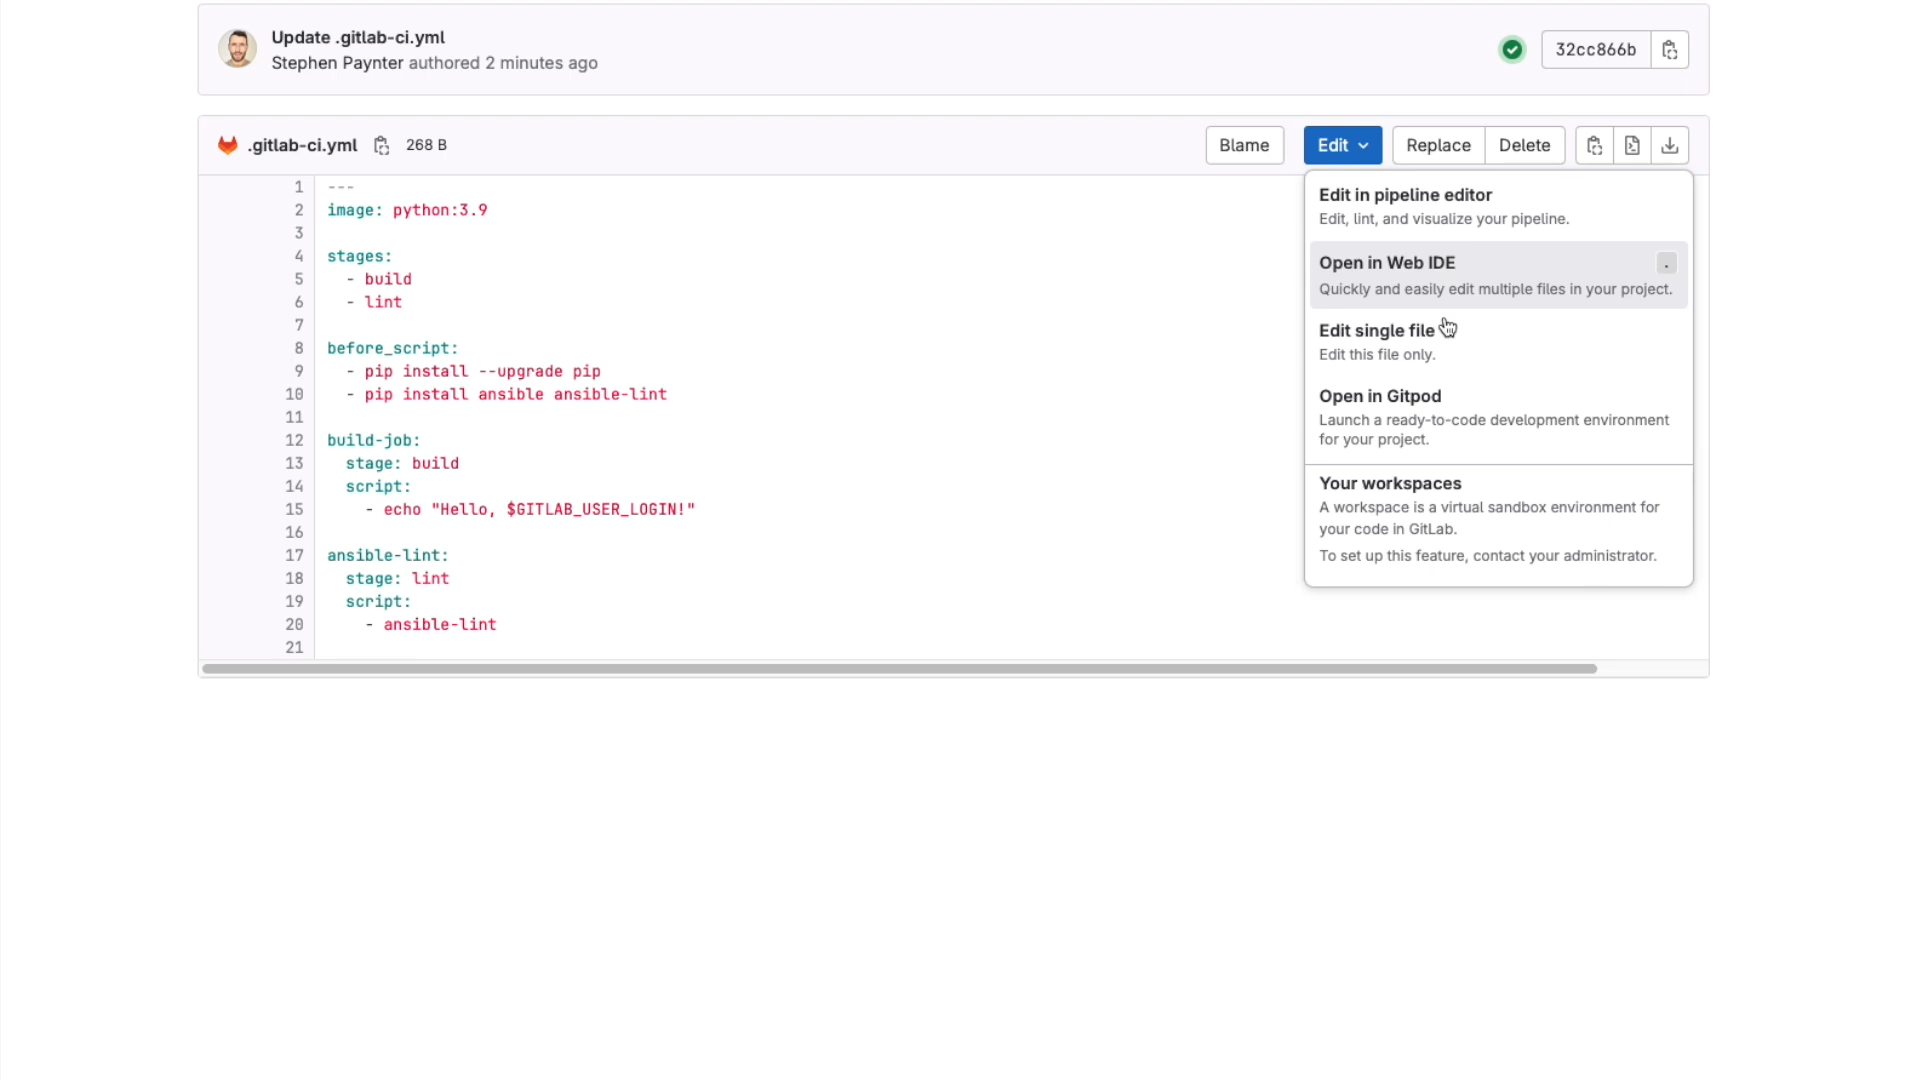 Update .gitlab-ci.yml
Stephen Paynter authored 2 minutes ago
32cc866b
.gitlab-ci.yml 268 B
Blame Edit Replace Delete
1 ---
2 image: python:3.9
3
4 stages:
5 - build
6 - lint
7
8 before_script:
9 - pip install --upgrade pip
10 - pip install ansible ansible-lint
11
12 build-job:
13 stage: build
14 script:
15 - echo "Hello, $GITLAB_USER_LOGIN!"
16
17 ansible-lint:
18 stage: lint
19 script:
20 - ansible-lint
21
Edit in pipeline editor
Edit, lint, and visualize your pipeline.
Open in Web IDE .
Quickly and easily edit multiple files in your project.
Edit single file
Edit this file only.
Open in Gitpod
Launch a ready-to-code development environment
for your project.
Your workspaces
A workspace is a virtual sandbox environment for
your code in GitLab.
To set up this feature, contact your administrator.